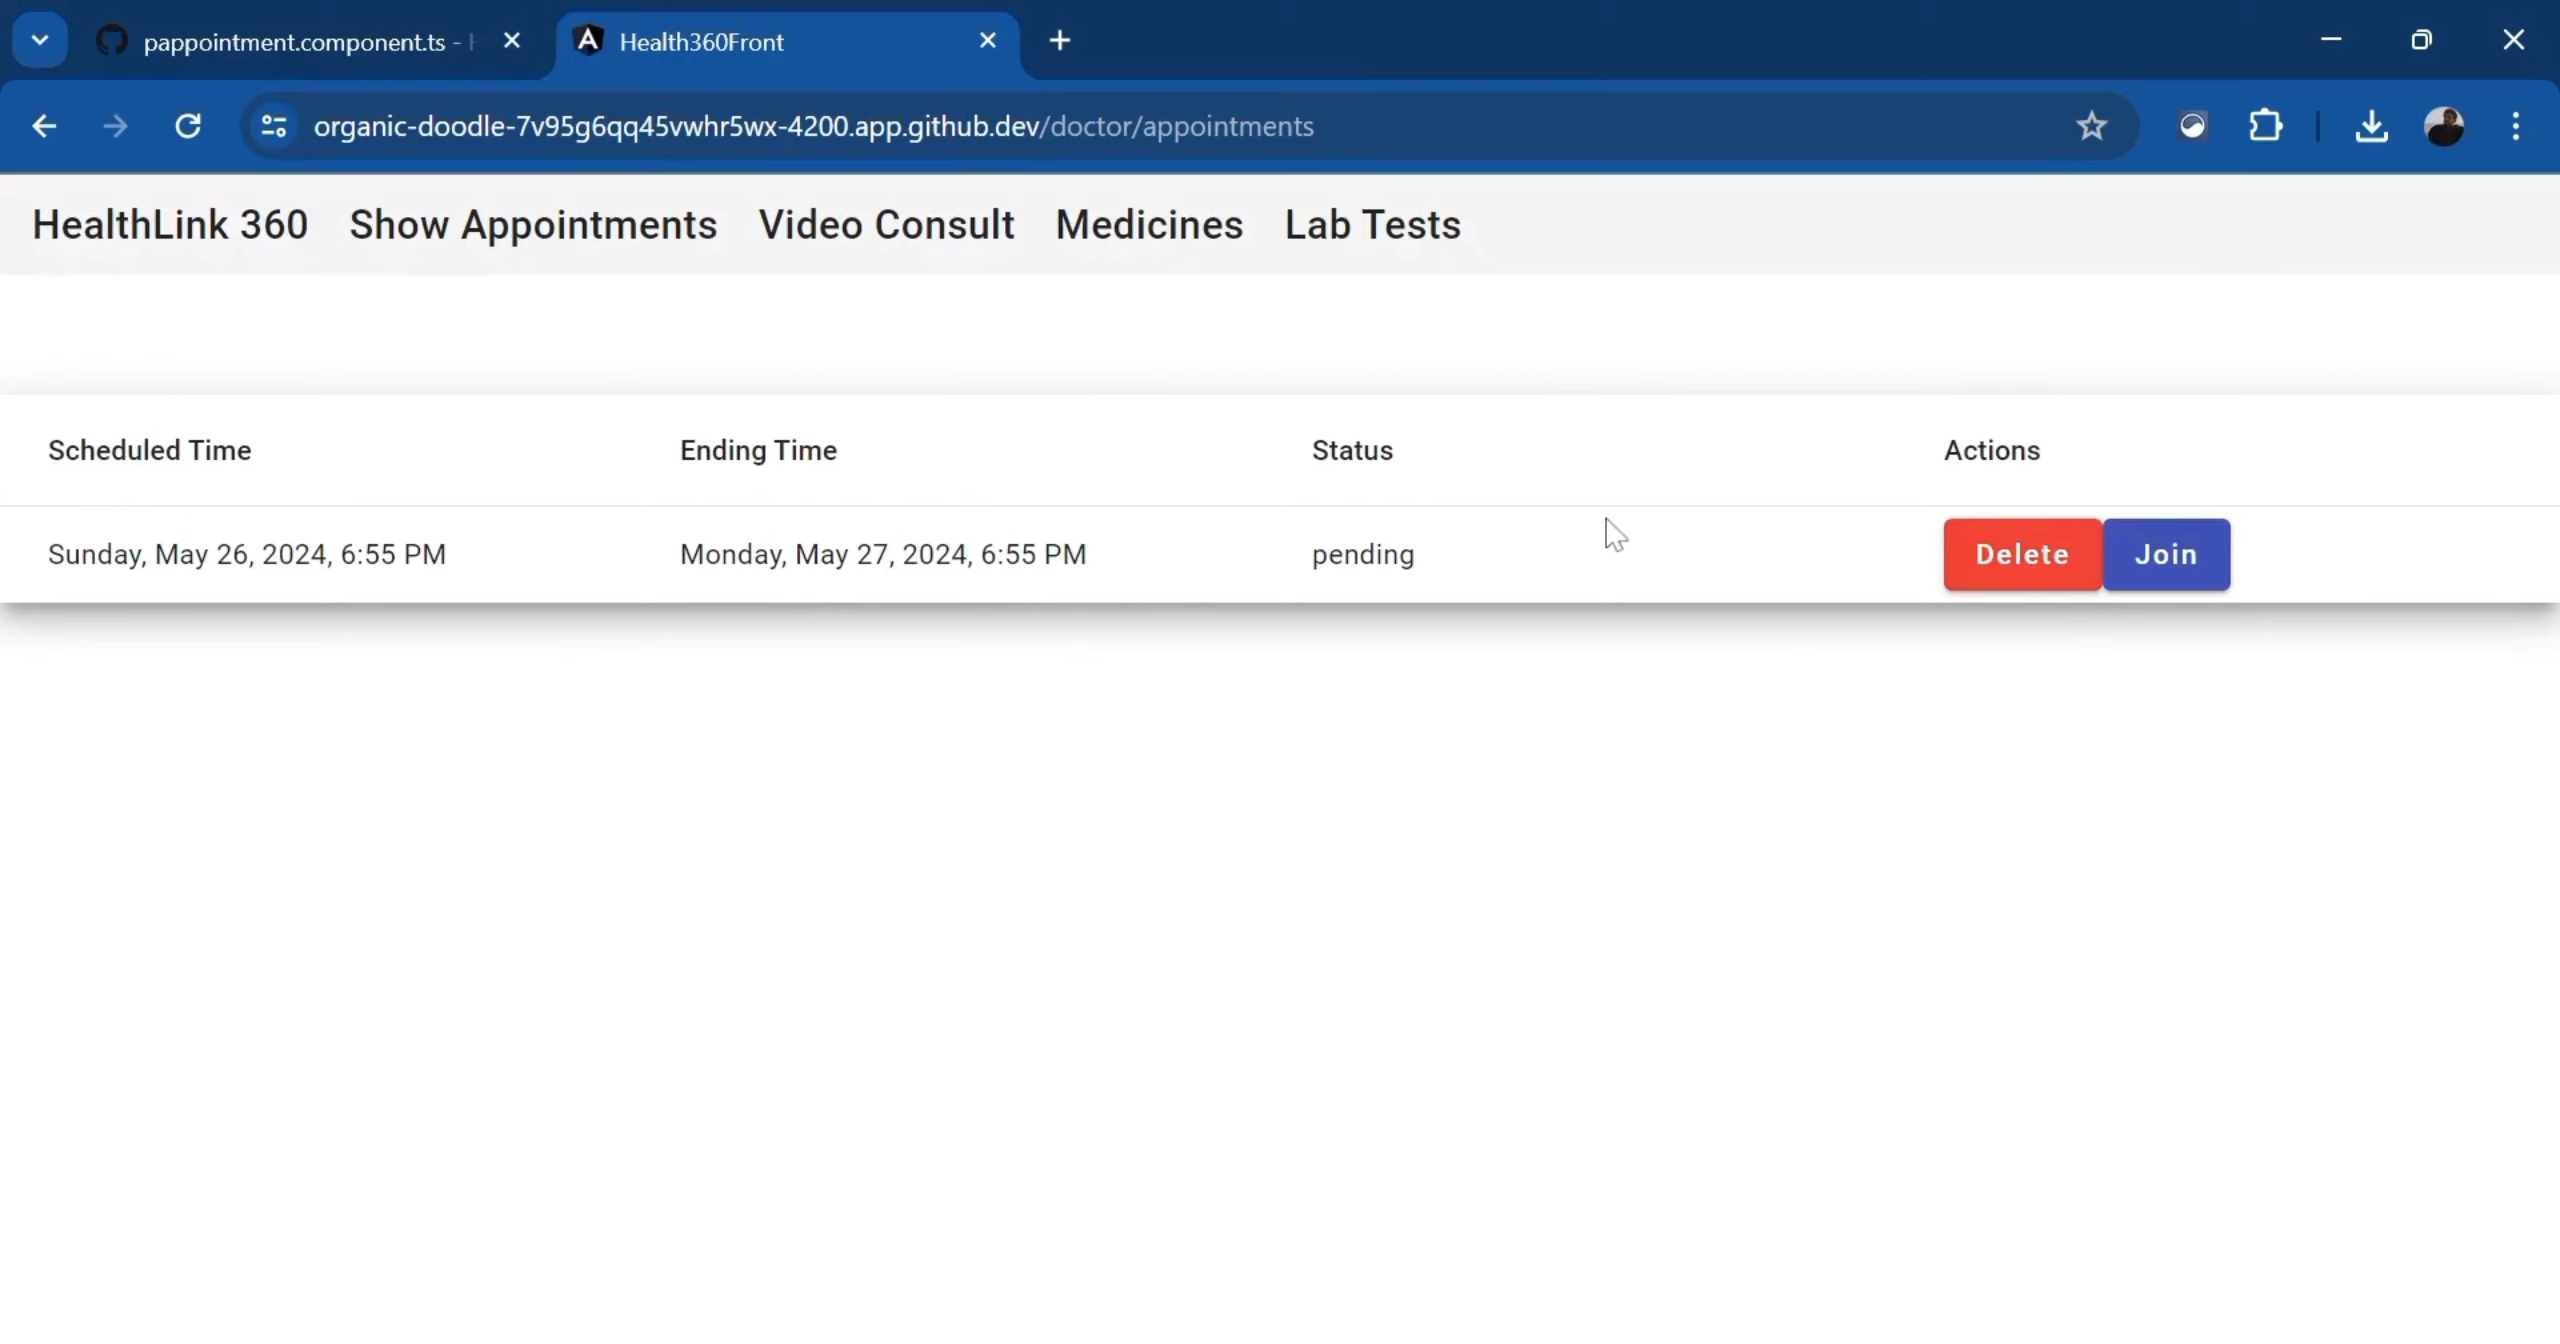 pappointment.component.ts -
Health360Front
organic-doodle-7v95g6qq45vwhr5wx-4200.app.github.dev/doctor/appointments
HealthLink 360 Show Appointments Video Consult Medicines Lab Tests
Scheduled Time Ending Time Status Actions
Sunday, May 26, 2024, 6:55 PM Monday, May 27, 2024, 6:55 PM pending Delete Join